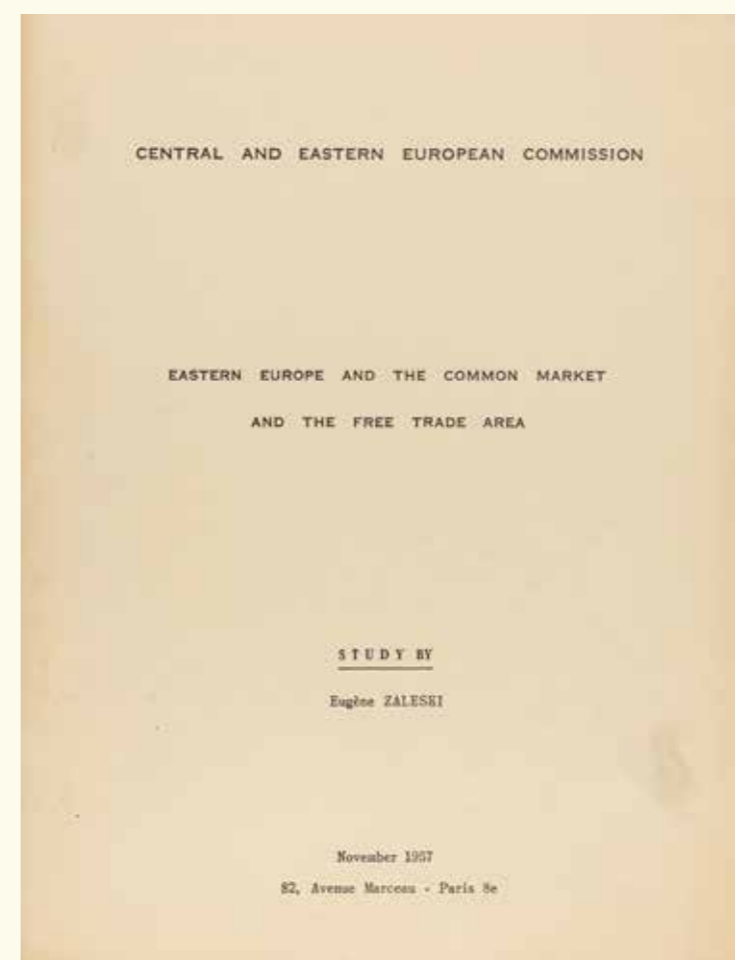 CENTRAL AND EASTERN EUROPEAN COMMISSION
EASTERN EUROPE AND THE COMMON MARKET
AND THE FREE TRADE AREA
STUDY BY
Eugène ZALESKI
November 1957
82, Avenue Marceau - Paris 8e